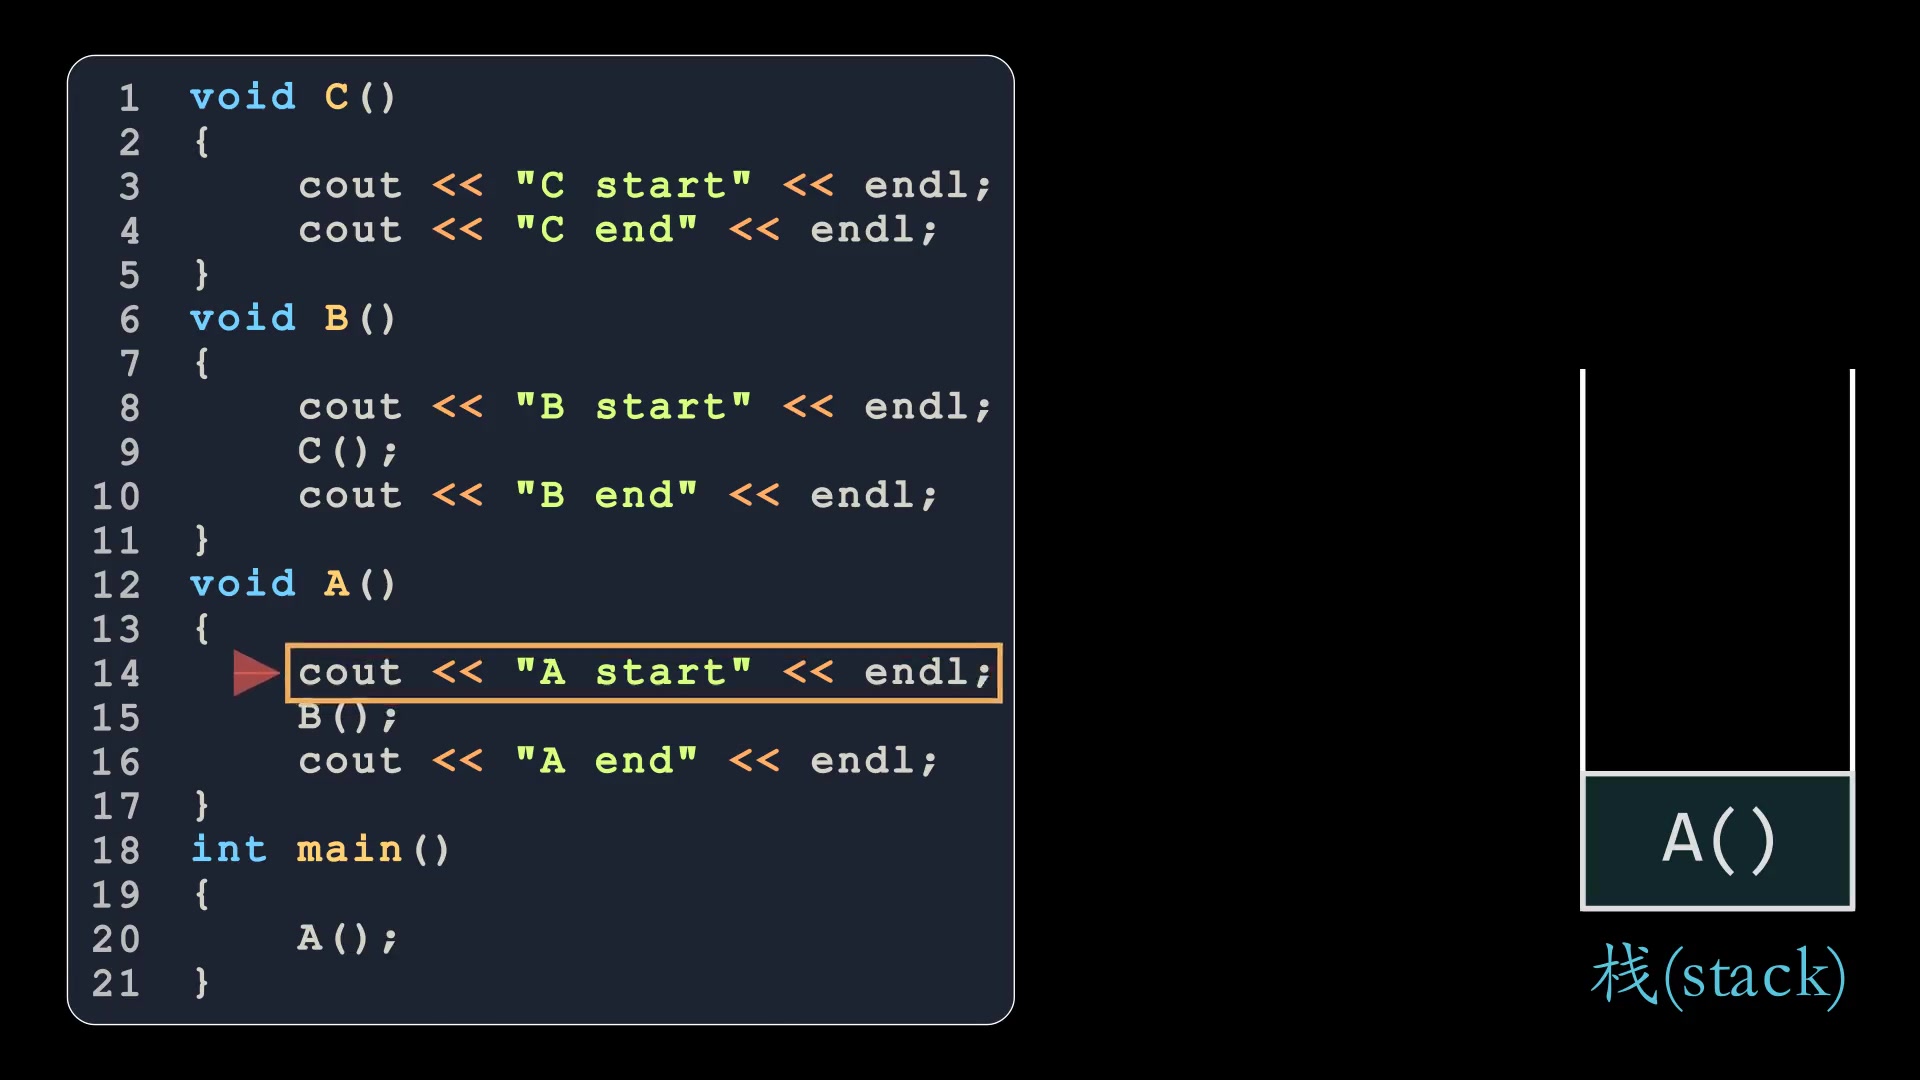 1 void C()
2 {
3     cout << "C start" << endl;
4     cout << "C end" << endl;
5 }
6 void B()
7 {
8     cout << "B start" << endl;
9     C();
10     cout << "B end" << endl;
11 }
12 void A()
13 {
14     cout << "A start" << endl;
15     B();
16     cout << "A end" << endl;
17 }
18 int main()
19 {
20     A();
21 }
A()
栈(stack)